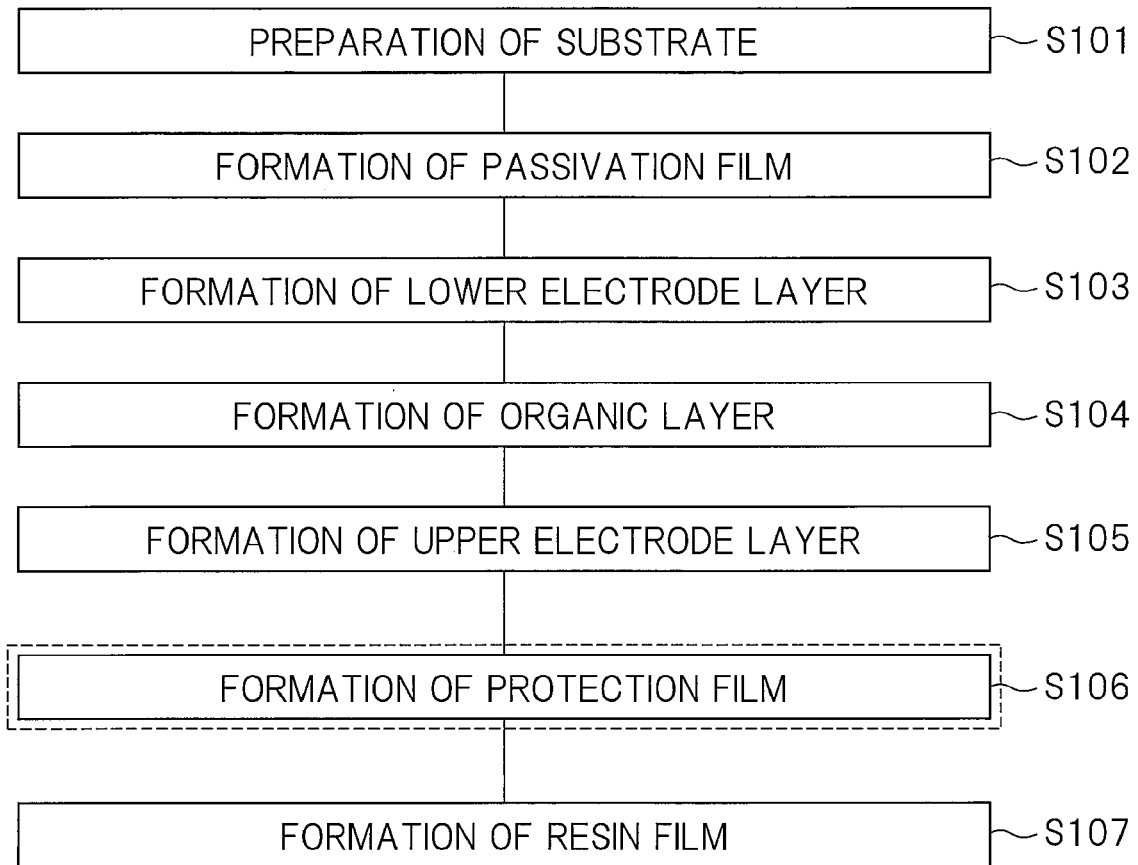 PREPARATION OF SUBSTRATE S101
FORMATION OF PASSIVATION FILM S102
FORMATION OF LOWER ELECTRODE LAYER S103
FORMATION OF ORGANIC LAYER S104
FORMATION OF UPPER ELECTRODE LAYER S105
FORMATION OF PROTECTION FILM S106
FORMATION OF RESIN FILM S107